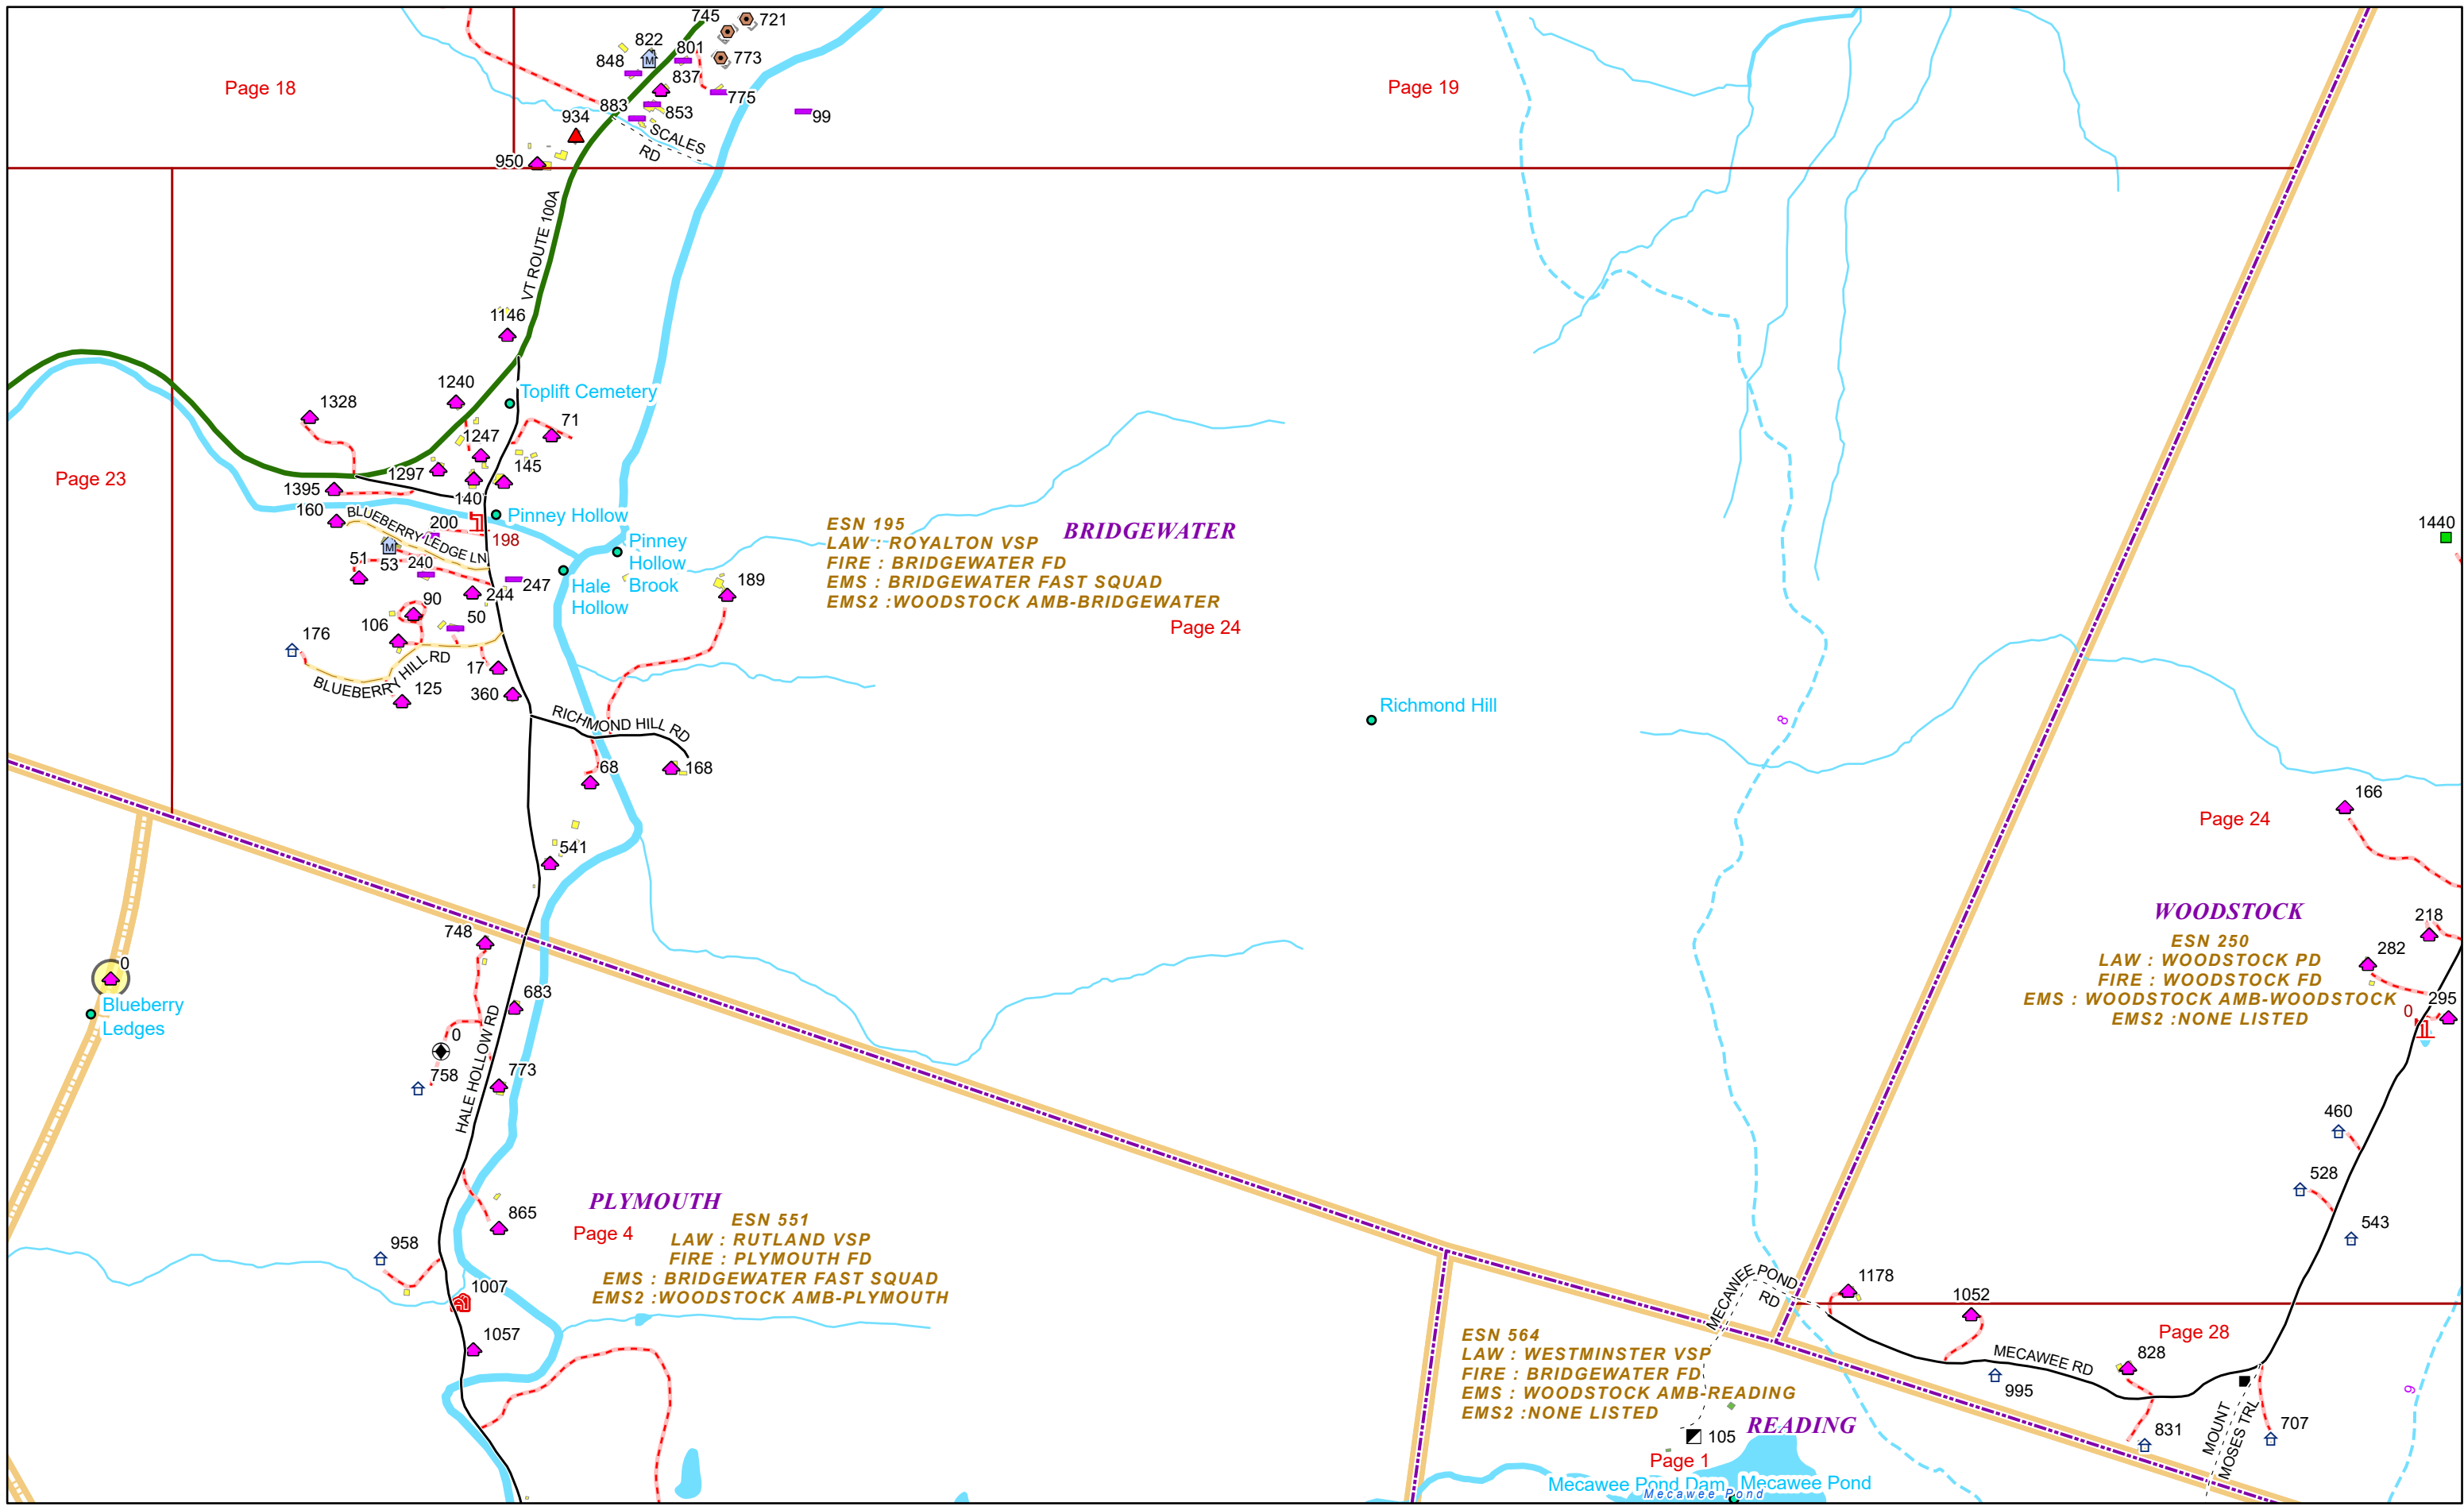 745
721
822
801
848
773
837
775
Page 18
Page 19
883
853
99
934
SCALES
RD
950
VT ROUTE 100A
1146
1240
Toplift Cemetery
1328
71
1247
1297
145
Page 23
1395
140
160
BLUEBERRY LEDGE LN
200
Pinney Hollow
198
51
53
240
247
244
Pinney
Hollow
Brook
Hale
Hollow
189
90
50
106
176
BLUEBERRY HILL RD
17
125
360
ESN 195
LAW : ROYALTON VSP
FIRE : BRIDGEWATER FD
EMS : BRIDGEWATER FAST SQUAD
EMS2 :WOODSTOCK AMB-BRIDGEWATER
BRIDGEWATER
Page 24
1440
RICHMOND HILL RD
Richmond Hill
8
68
168
166
Page 24
541
748
218
WOODSTOCK
ESN 250
LAW : WOODSTOCK PD
FIRE : WOODSTOCK FD
EMS : WOODSTOCK AMB-WOODSTOCK
EMS2 :NONE LISTED
282
295
0
0
Blueberry
Ledges
683
0
HALE HOLLOW RD
758
773
460
528
543
865
PLYMOUTH
Page 4
ESN 551
LAW : RUTLAND VSP
FIRE : PLYMOUTH FD
EMS : BRIDGEWATER FAST SQUAD
EMS2 :WOODSTOCK AMB-PLYMOUTH
958
1007
1057
MECAWEE POND
RD
1178
1052
Page 28
MECAWEE RD
828
995
831
707
MOUNT
MOSES TRL
9
ESN 564
LAW : WESTMINSTER VSP
FIRE : BRIDGEWATER FD
EMS : WOODSTOCK AMB-READING
EMS2 :NONE LISTED
READING
105
Page 1
Mecawee Pond Dam
Mecawee Pond
Mecawee Pond